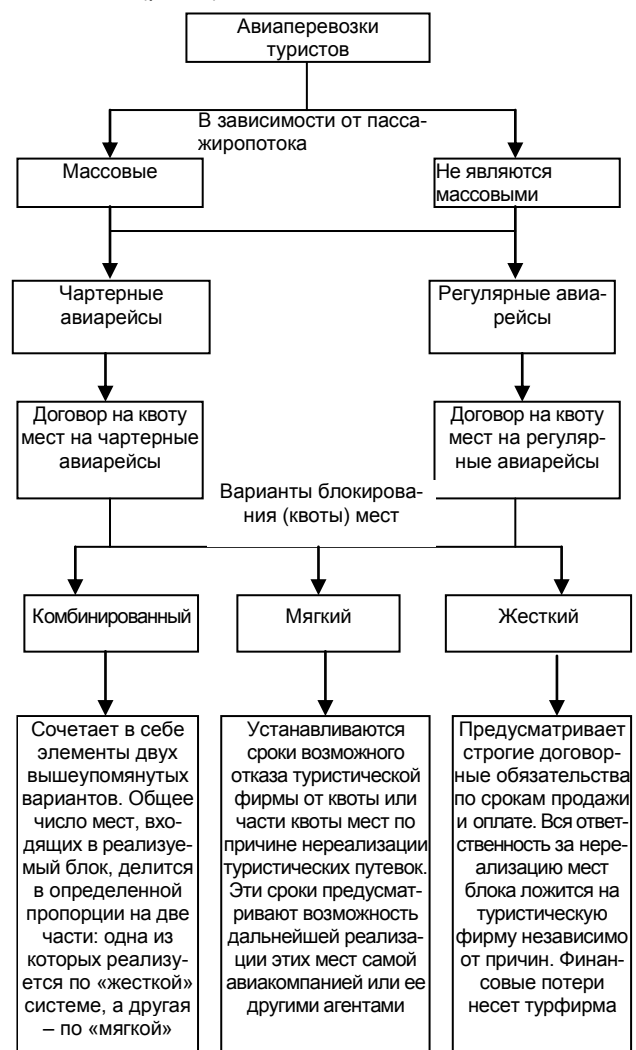 Авиаперевозки
туристов
В зависимости от пасса-
жиропотока
Массовые
Не являются
массовыми
Чартерные
авиарейсы
Регулярные авиа-
рейсы
Договор на квоту
мест на чартерные
авиарейсы
Договор на квоту
мест на регуляр-
ные авиарейсы
Варианты блокирова-
ния (квоты) мест
Комбинированный
Мягкий
Жесткий
Сочетает в себе
элементы двух
вышеупомянутых
вариантов. Общее
число мест, вхо-
дящих в реализуе-
мый блок, делится
в определенной
пропорции на две
части: одна из
которых реализу-
ется по «жесткой»
системе, а другая
– по «мягкой»
Устанавливаются
сроки возможного
отказа туристической
фирмы от квоты или
части квоты мест по
причине нереализации
туристических путевок.
Эти сроки предусмат-
ривают возможность
дальнейшей реализа-
ции этих мест самой
авиакомпанией или ее
другими агентами
Предусматривает
строгие договор-
ные обязательства
по срокам продажи
и оплате. Вся ответ-
ственность за нере-
ализацию мест
блока ложится на
туристическую
фирму независимо
от причин. Финан-
совые потери
несет турфирма